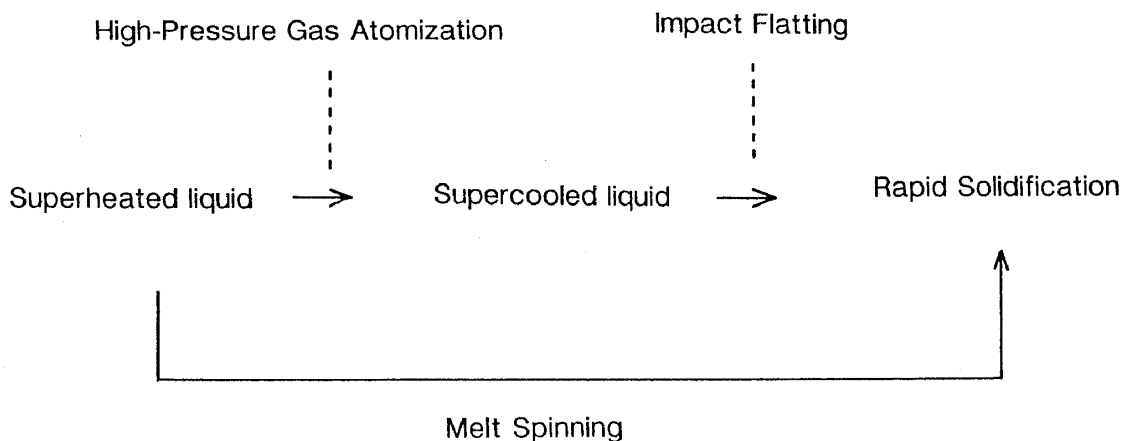 High-Pressure Gas Atomization
Impact Flatting
Superheated liquid
Supercooled liquid
Rapid Solidification
Melt Spinning